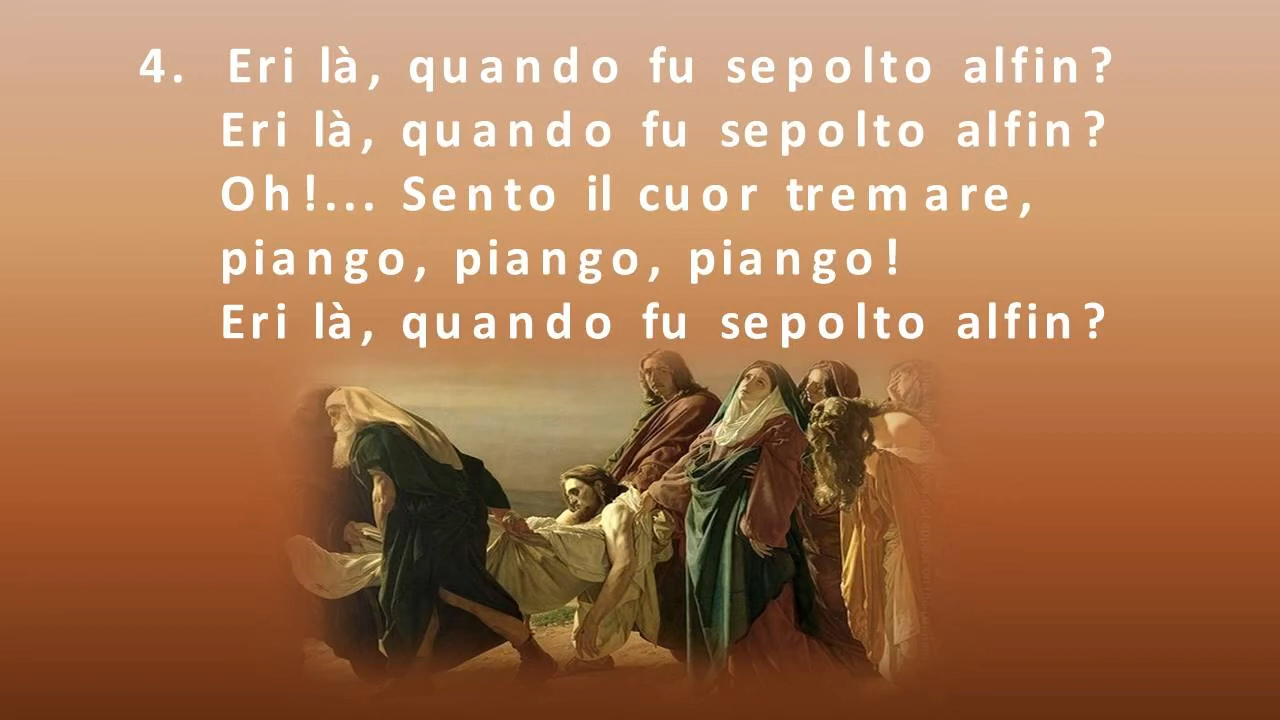 4. Eri là, quando fu sepolto alfin?
Eri là, quando fu sepolto alfin?
Oh!... Sento il cuor tremare,
piango, piango, piango!
Eri là, quando fu sepolto alfin?